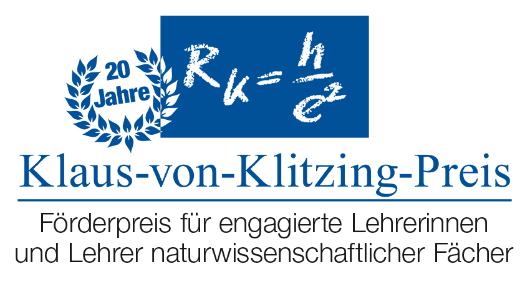 20
Jahre
R_K = h/e²
Klaus-von-Klitzing-Preis
Förderpreis für engagierte Lehrerinnen
und Lehrer naturwissenschaftlicher Fächer